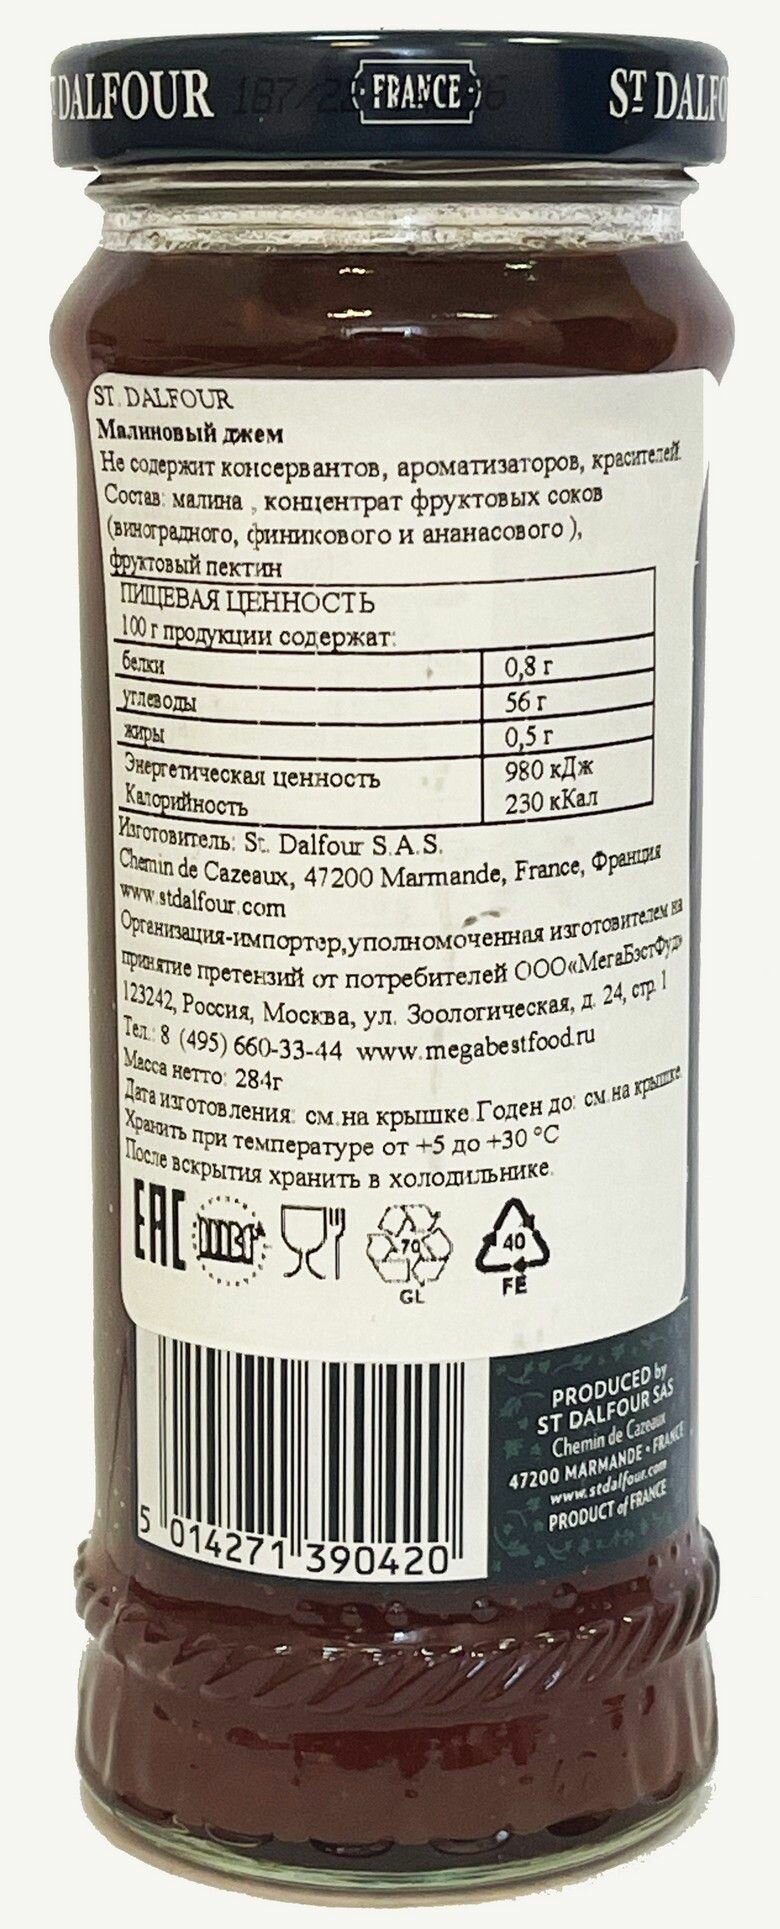 ST DALFOUR FRANCE ST DALFO
ST. DALFOUR
Малиновый джем
Не содержит консервантов, ароматизаторов, красителей.
Состав: малина , концентрат фруктовых соков
(виноградного, финикового и ананасового ),
фруктовый пектин
ПИЩЕВАЯ ЦЕННОСТЬ
100 г продукции содержат:
белки 0,8 г
углеводы 56 г
жиры 0,5 г
Энергетическая ценность 980 кДж
Калорийность 230 кКал
Изготовитель: St. Dalfour S.A.S.
Chemin de Cazeaux, 47200 Marmande, France, Франция
www.stdalfour.com
Организация-импортер,уполномоченная изготовителем на
принятие претензий от потребителей ООО«МегаБэстФуд»
123242, Россия, Москва, ул. Зоологическая, д. 24, стр. 1
Тел.: 8 (495) 660-33-44 www.megabestfood.ru
Масса нетто: 284г
Дата изготовления: см.на крышке.Годен до: см.на крышке.
Хранить при температуре от +5 до +30 °C
После вскрытия хранить в холодильнике.
EAC
70 40
GL FE
PRODUCED by
ST DALFOUR SAS
Chemin de Cazeaux
47200 MARMANDE • FRANCE
www.stdalfour.com
PRODUCT of FRANCE
5 014271 390420